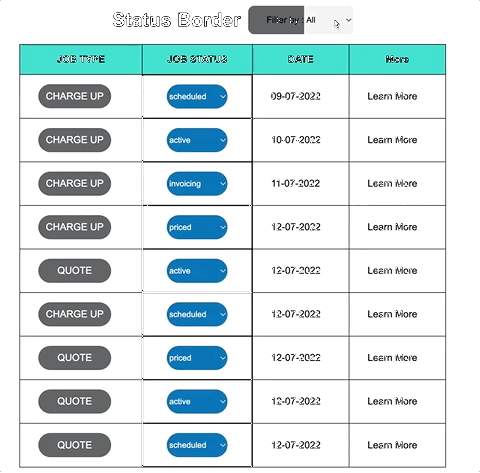 Status Border Filter by : All
JOB TYPE JOB STATUS DATE More
CHARGE UP scheduled 09-07-2022 Learn More
CHARGE UP active 10-07-2022 Learn More
CHARGE UP invoicing 11-07-2022 Learn More
CHARGE UP priced 12-07-2022 Learn More
QUOTE active 12-07-2022 Learn More
CHARGE UP scheduled 12-07-2022 Learn More
QUOTE priced 12-07-2022 Learn More
QUOTE active 12-07-2022 Learn More
QUOTE scheduled 12-07-2022 Learn More